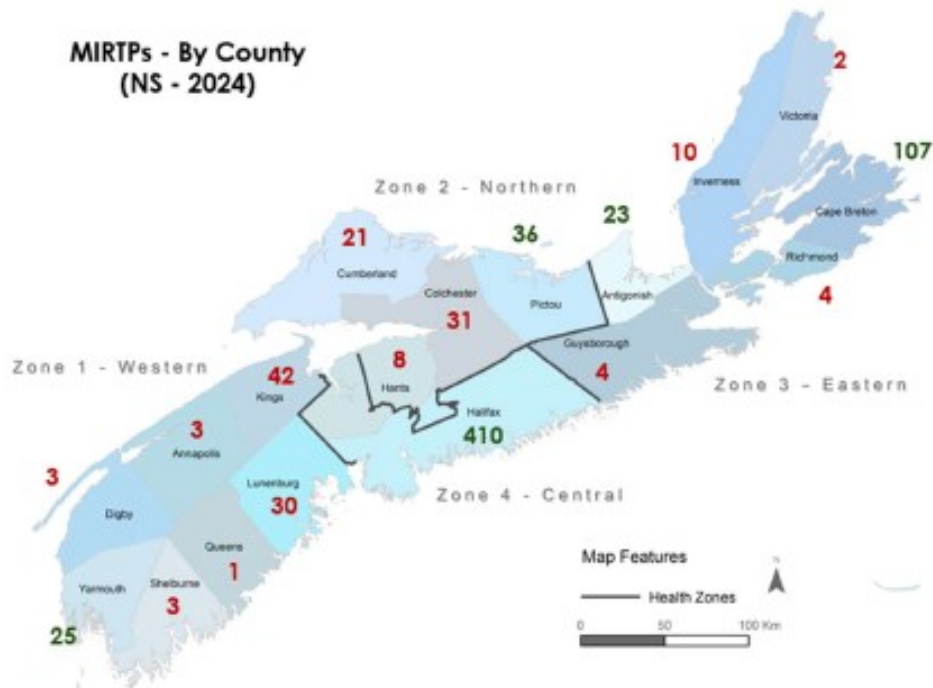 MIRTPs - By County
(NS - 2024)
2
Victoria
107
10
Inverness
Zone 2 - Northern
Cape Breton
23
36
21
Richmond
Cumberland
Colchester
Antigonish
4
Pictou
31
Guysborough
Zone 1 - Western
8
42
4
Zone 3 - Eastern
Kings
Hants
Halifax
3
410
Annapolis
3
Lunenburg
Zone 4 - Central
30
Digby
Queens
Map Features
N
1
Shelburne
Yarmouth
Health Zones
3
25
0 50 100 Km